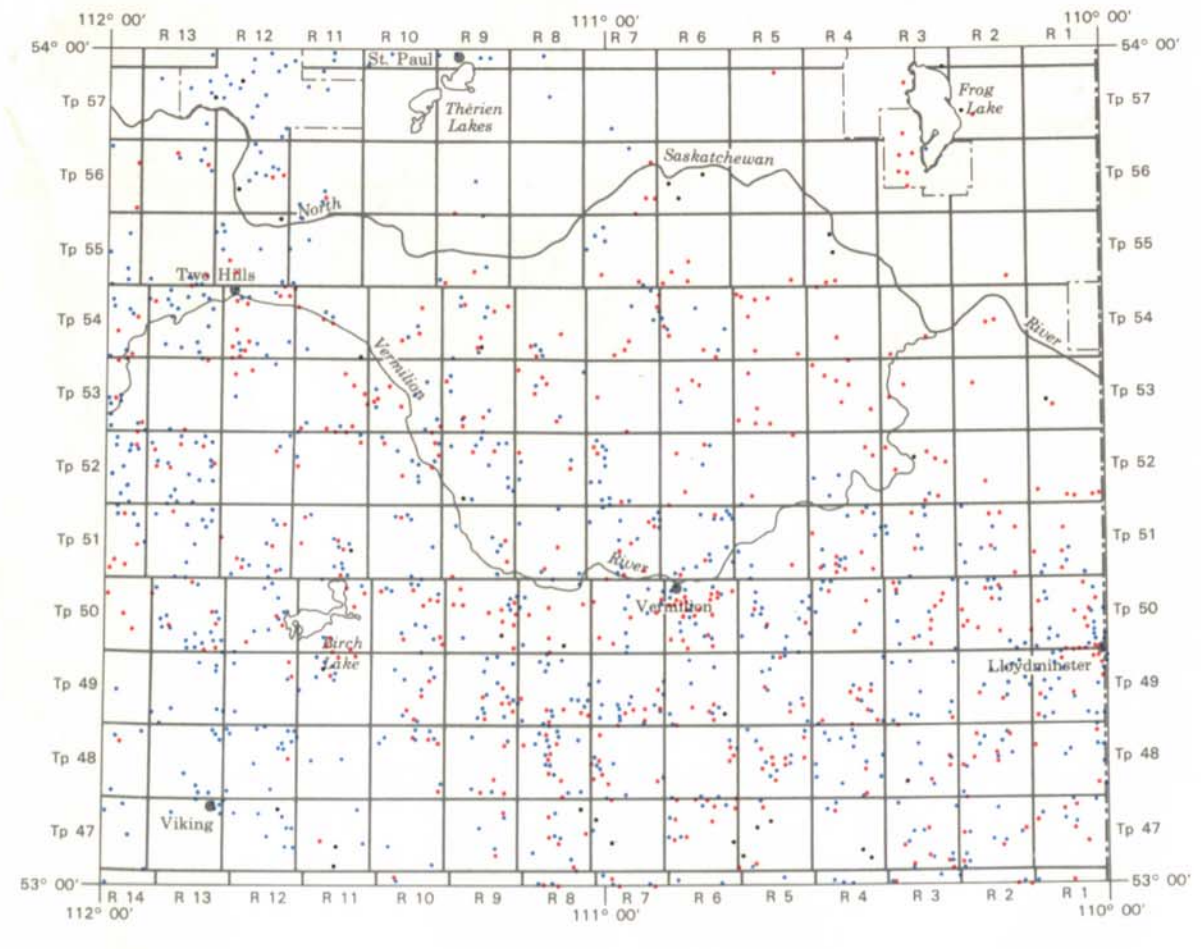 112° 00′ 111° 00′ 110° 00′
R 13 R 12 R 11 R 10 R 9 R 8 R 7 R 6 R 5 R 4 R 3 R 2 R 1
54° 00′ 54° 00′
St. Paul
Tp 57 Thérien Lakes Frog Lake Tp 57
Saskatchewan
Tp 56 Tp 56
North
Tp 55 Tp 55
Two Hills
Tp 54 River Tp 54
Vermilion
Tp 53 Tp 53
Tp 52 Tp 52
Tp 51 Tp 51
River
Tp 50 Vermilion Tp 50
Birch Lake
Lloydminster
Tp 49 Tp 49
Tp 48 Tp 48
Viking
Tp 47 Tp 47
53° 00′ 53° 00′
R 14 R 13 R 12 R 11 R 10 R 9 R 8 R 7 R 6 R 5 R 4 R 3 R 2 R 1
112° 00′ 111° 00′ 110° 00′